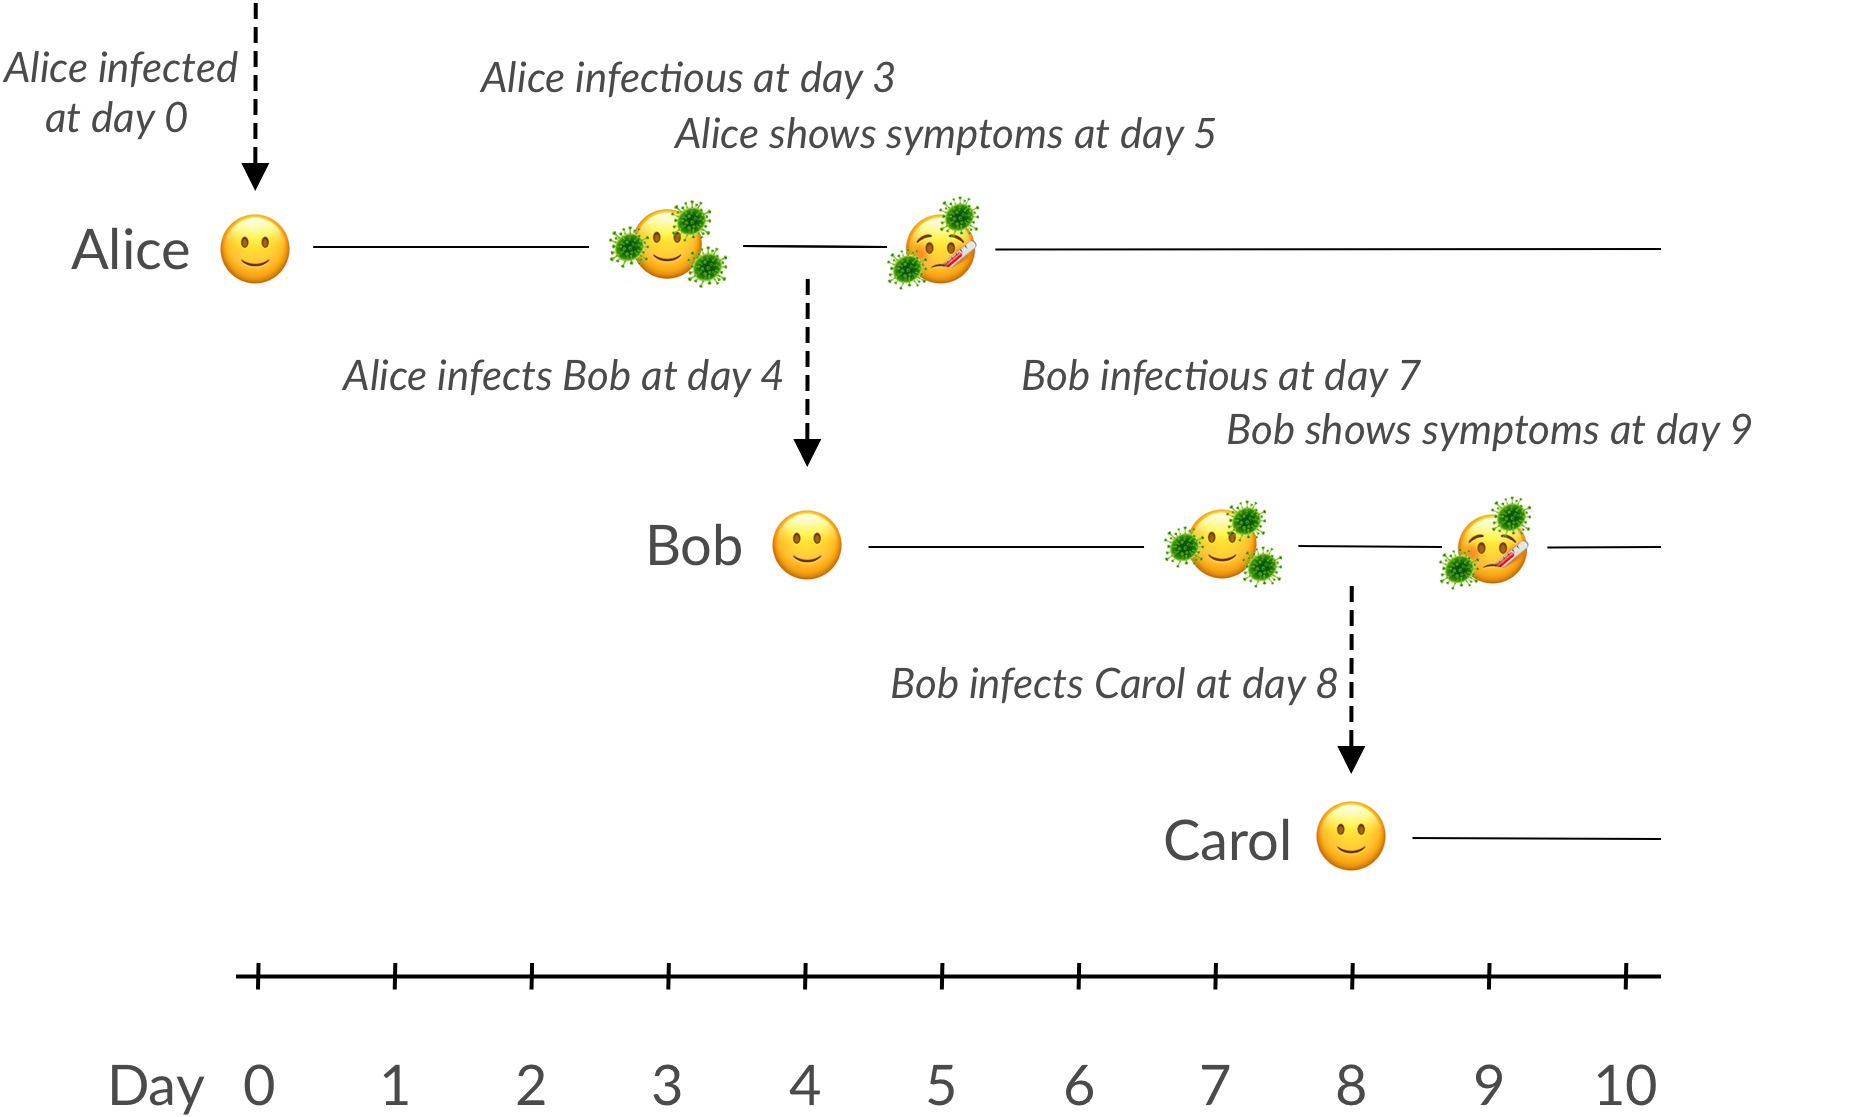 Alice infected
at day 0
Alice infectious at day 3
Alice shows symptoms at day 5
Alice
Alice infects Bob at day 4
Bob infectious at day 7
Bob shows symptoms at day 9
Bob
Bob infects Carol at day 8
Carol
Day 0 1 2 3 4 5 6 7 8 9 10